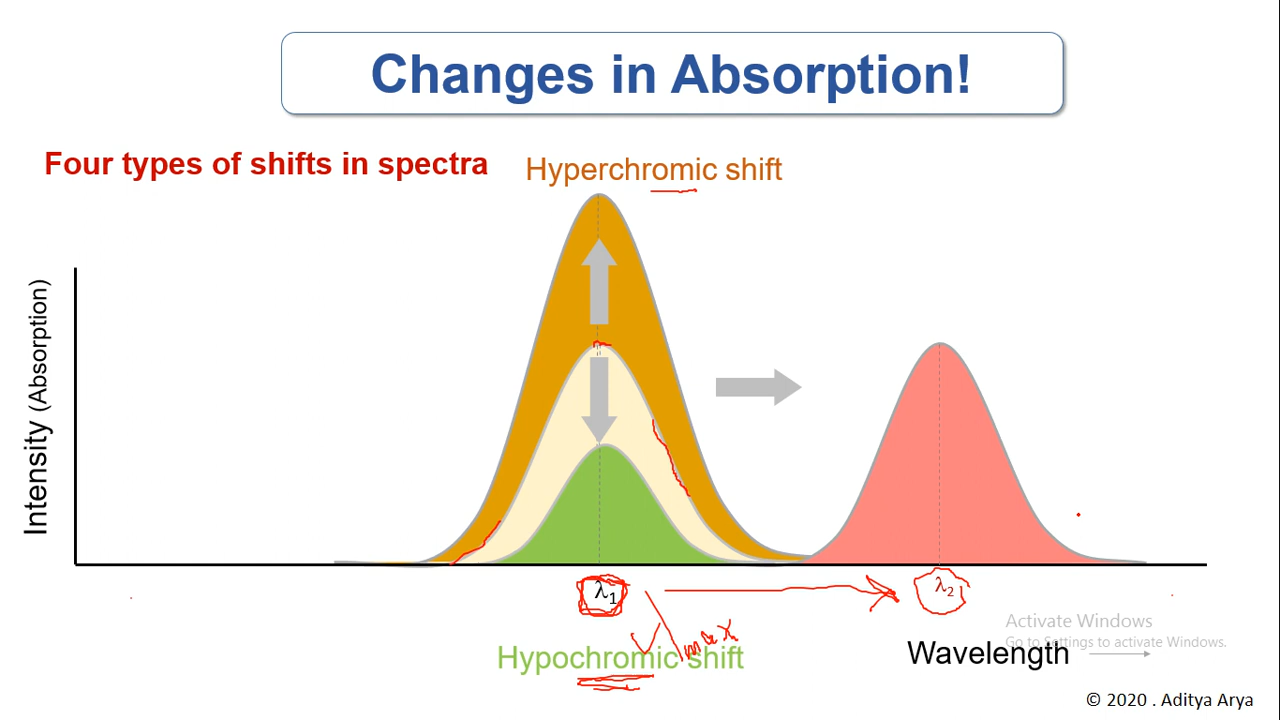 Changes in Absorption!
Four types of shifts in spectra
Hyperchromic shift
Intensity (Absorption)
λ1
λ2
λmax
Hypochromic shift
Wavelength
Activate Windows
Go to Settings to activate Windows.
© 2020 . Aditya Arya